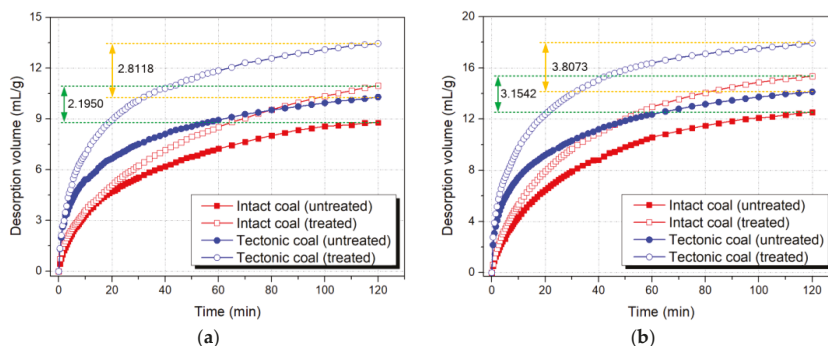 15
12
9
6
3
0
Desorption volume (mL/g)
2.8118
2.1950
Intact coal (untreated)
Intact coal (treated)
Tectonic coal (untreated)
Tectonic coal (treated)
0 20 40 60 80 100 120
Time (min)
(a)
20
16
12
8
4
0
Desorption volume (mL/g)
3.8073
3.1542
Intact coal (untreated)
Intact coal (treated)
Tectonic coal (untreated)
Tectonic coal (treated)
0 20 40 60 80 100 120
Time (min)
(b)